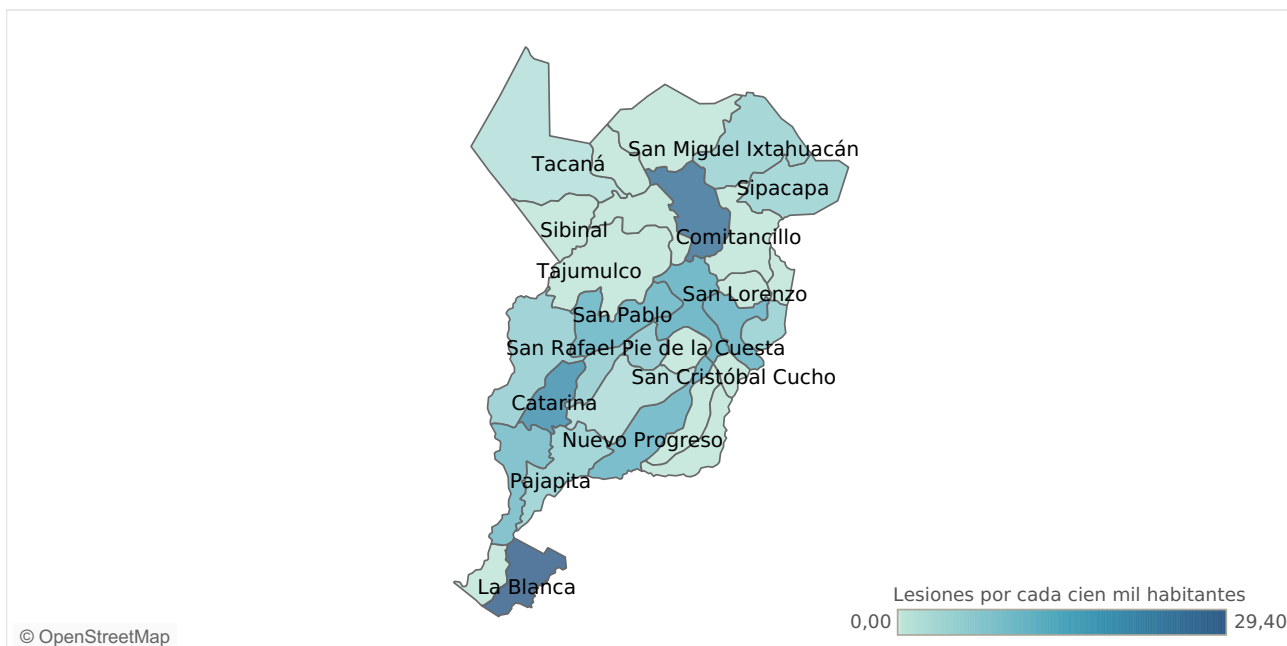 San Miguel Ixtahuacán
Tacaná
Sipacapa
Sibinal
Comitancillo
Tajumulco
San Lorenzo
San Pablo
San Rafael Pie de la Cuesta
San Cristóbal Cucho
Catarina
Nuevo Progreso
Pajapita
La Blanca
Lesiones por cada cien mil habitantes
0,00 29,40
© OpenStreetMap